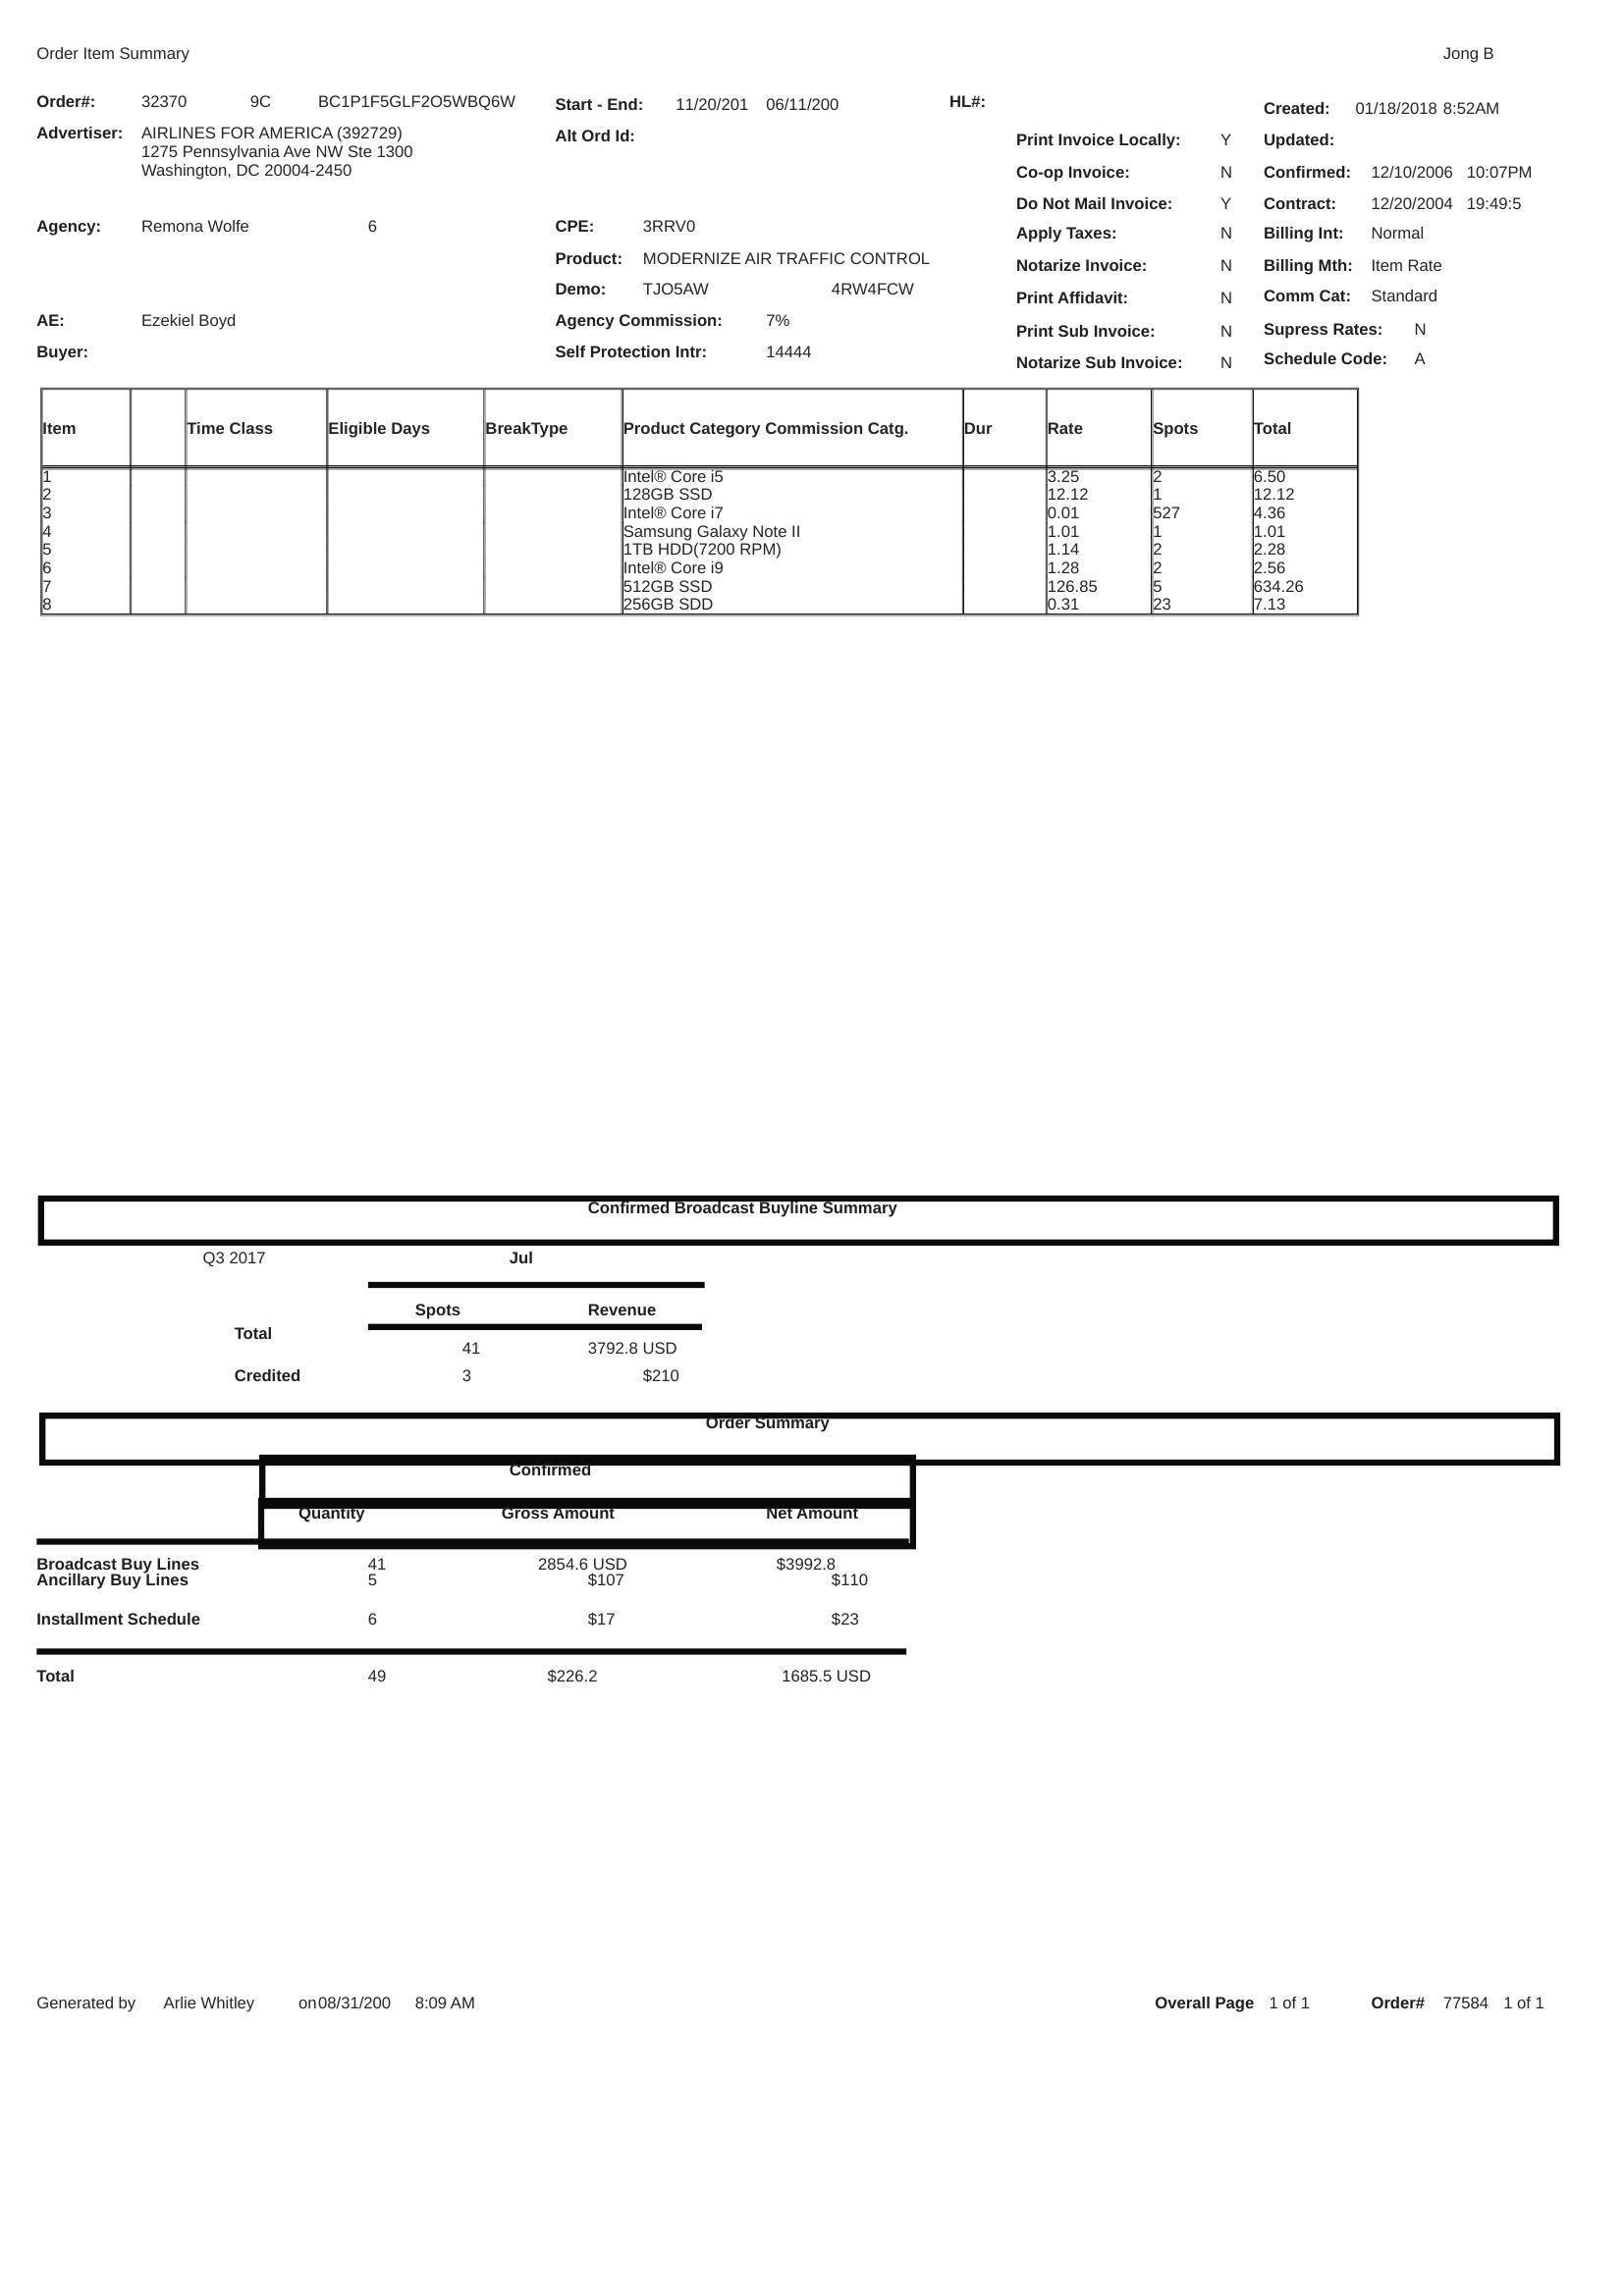 Order Item Summary Jong B
Order#: 32370 9C BC1P1F5GLF2O5WBQ6W Start - End: 11/20/201 06/11/200 HL#: Created: 01/18/2018 8:52AM
Advertiser: AIRLINES FOR AMERICA (392729) Alt Ord Id: Print Invoice Locally: Y Updated:
1275 Pennsylvania Ave NW Ste 1300
Washington, DC 20004-2450 Co-op Invoice: N Confirmed: 12/10/2006 10:07PM
Do Not Mail Invoice: Y Contract: 12/20/2004 19:49:5
Agency: Remona Wolfe 6 CPE: 3RRV0 Apply Taxes: N Billing Int: Normal
Product: MODERNIZE AIR TRAFFIC CONTROL Notarize Invoice: N Billing Mth: Item Rate
Demo: TJO5AW 4RW4FCW Print Affidavit: N Comm Cat: Standard
AE: Ezekiel Boyd Agency Commission: 7% Print Sub Invoice: N Supress Rates: N
Buyer: Self Protection Intr: 14444 Notarize Sub Invoice: N Schedule Code: A
Item Time Class Eligible Days BreakType Product Category Commission Catg. Dur Rate Spots Total
1 Intel® Core i5 3.25 2 6.50
2 128GB SSD 12.12 1 12.12
3 Intel® Core i7 0.01 527 4.36
4 Samsung Galaxy Note II 1.01 1 1.01
5 1TB HDD(7200 RPM) 1.14 2 2.28
6 Intel® Core i9 1.28 2 2.56
7 512GB SSD 126.85 5 634.26
8 256GB SDD 0.31 23 7.13
Confirmed Broadcast Buyline Summary
Q3 2017 Jul
Spots Revenue
Total 41 3792.8 USD
Credited 3 $210
Order Summary
Confirmed
Quantity Gross Amount Net Amount
Broadcast Buy Lines 41 2854.6 USD $3992.8
Ancillary Buy Lines 5 $107 $110
Installment Schedule 6 $17 $23
Total 49 $226.2 1685.5 USD
Generated by Arlie Whitley on08/31/200 8:09 AM Overall Page 1 of 1 Order# 77584 1 of 1